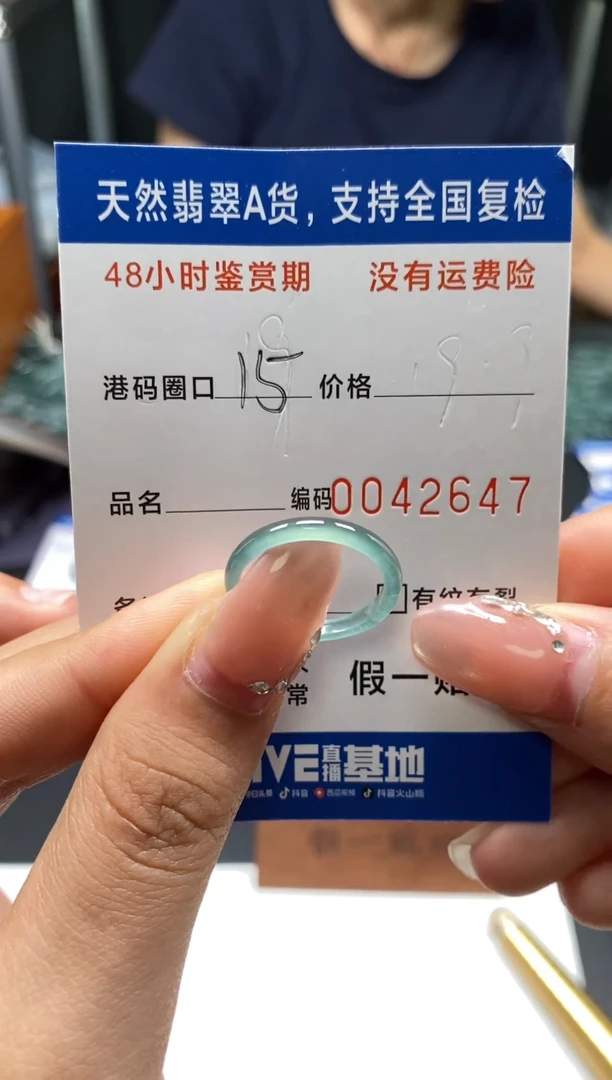 天然翡翠A货，支持全国复检
48小时鉴赏期 没有运费险
港码圈口 15 价格
品名 编码 0042647
有纹有裂
常 假一赔
直播基地
抖音 西瓜视频 抖音火山版